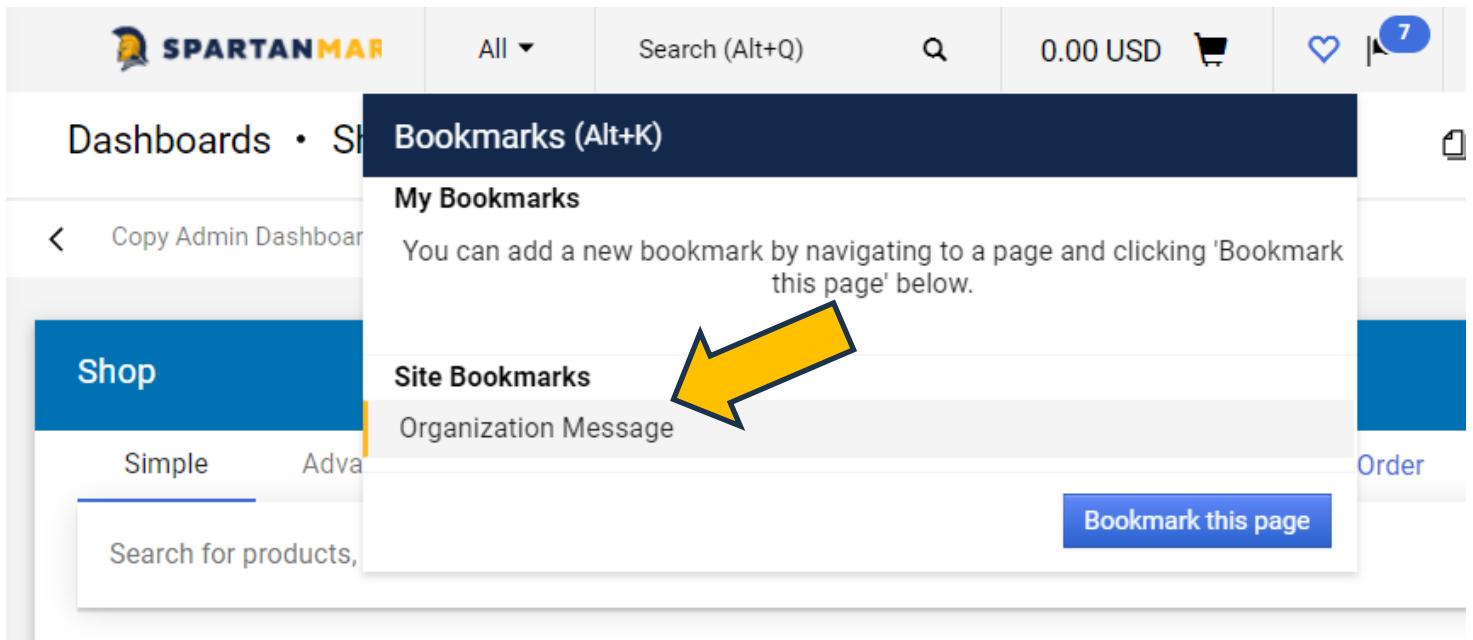 SPARTANMAR
All
Search (Alt+Q)
0.00 USD
7
Dashboards • Sh
Bookmarks (Alt+K)
My Bookmarks
Copy Admin Dashboar
You can add a new bookmark by navigating to a page and clicking 'Bookmark
this page' below.
Shop
Site Bookmarks
Organization Message
Simple
Adva
Order
Bookmark this page
Search for products,